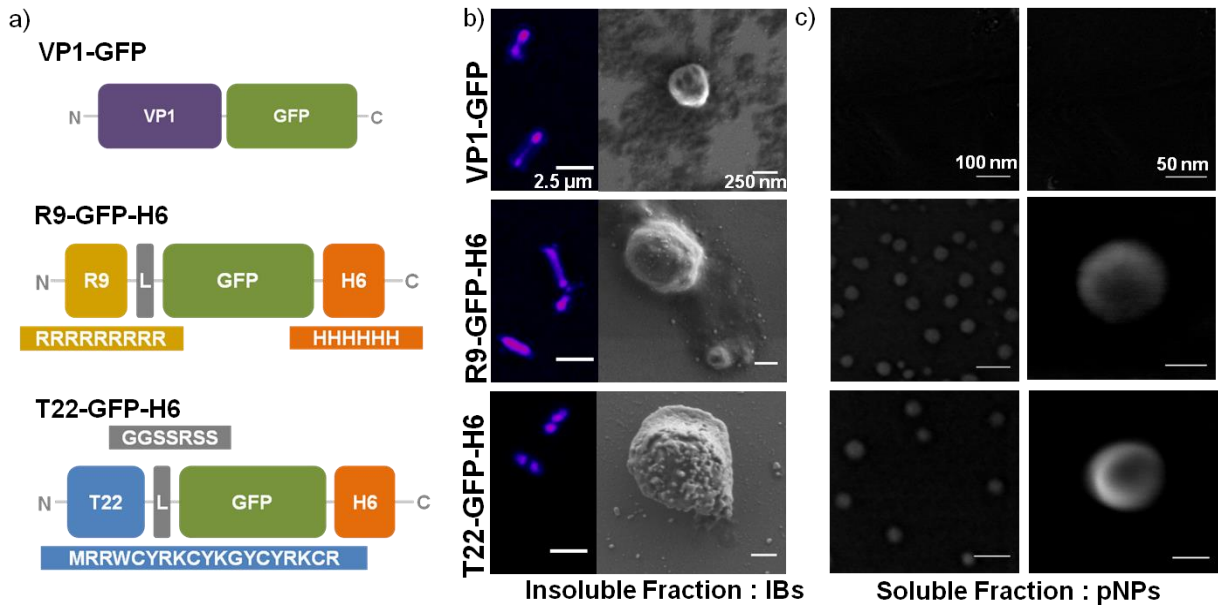 a)
VP1-GFP
N VP1 GFP C
R9-GFP-H6
N R9 L GFP H6 C
RRRRRRRRR HHHHHH
T22-GFP-H6
GGSSRSS
N T22 L GFP H6 C
MRRWCYRKCYKGYCYRKCR
b)
VP1-GFP
2.5 µm
250 nm
R9-GFP-H6
T22-GFP-H6
Insoluble Fraction : IBs
c)
100 nm
50 nm
Soluble Fraction : pNPs